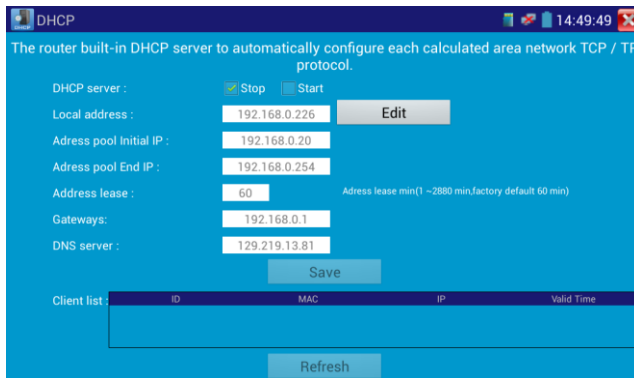 DHCP
DHCP 14:49:49
The router built-in DHCP server to automatically configure each calculated area network TCP / TP
protocol.
DHCP server : Stop Start
Local address : 192.168.0.226 Edit
Adress pool Initial IP : 192.168.0.20
Adress pool End IP : 192.168.0.254
Address lease : 60 Adress lease min(1 ~2880 min,factory default 60 min)
Gateways: 192.168.0.1
DNS server : 129.219.13.81
Save
Client list : ID MAC IP Valid Time
Refresh